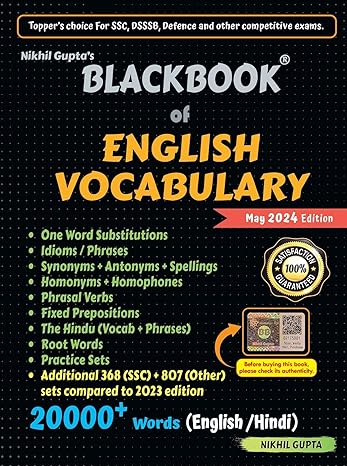 Topper's choice For SSC, DSSSB, Defence and other competitive exams.
Nikhil Gupta's
BLACKBOOK®
of
ENGLISH
VOCABULARY
May 2024 Edition
• One Word Substitutions
• Idioms / Phrases
• Synonyms + Antonyms + Spellings
• Homonyms + Homophones
• Phrasal Verbs
• Fixed Prepositions
• The Hindu (Vocab + Phrases)
• Root Words
• Practice Sets
• Additional 368 (SSC) + 807 (Other)
sets compared to 2023 edition
SATISFACTION
100%
GUARANTEED
BB
Before buying this book,
please check its authenticity.
20000+ Words (English /Hindi)
NIKHIL GUPTA